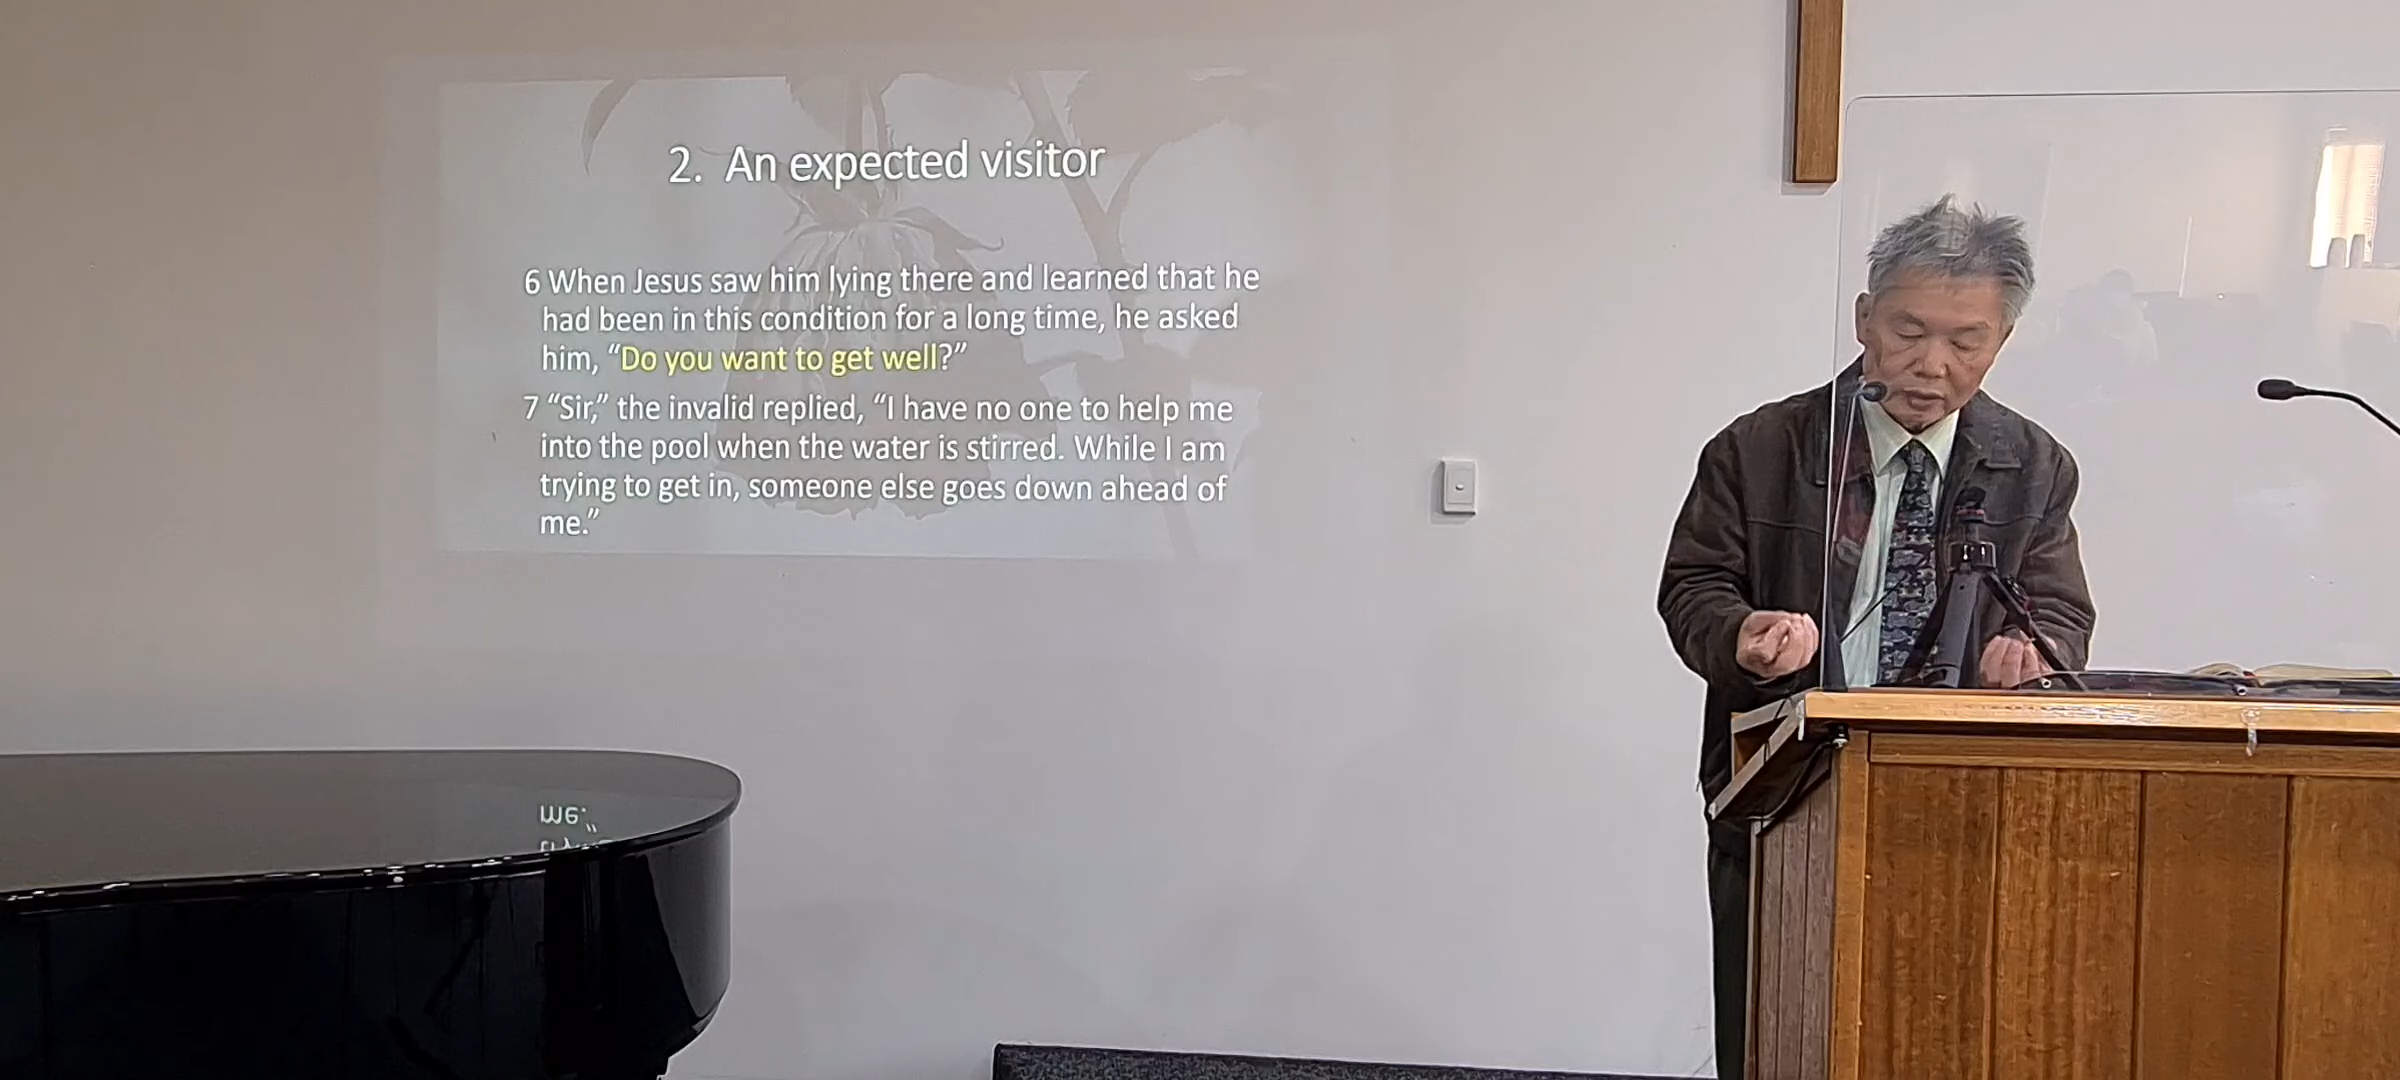 2. An expected visitor
6 When Jesus saw him lying there and learned that he
had been in this condition for a long time, he asked
him, “Do you want to get well?”
7 “Sir,” the invalid replied, “I have no one to help me
into the pool when the water is stirred. While I am
trying to get in, someone else goes down ahead of
me.”
me.”